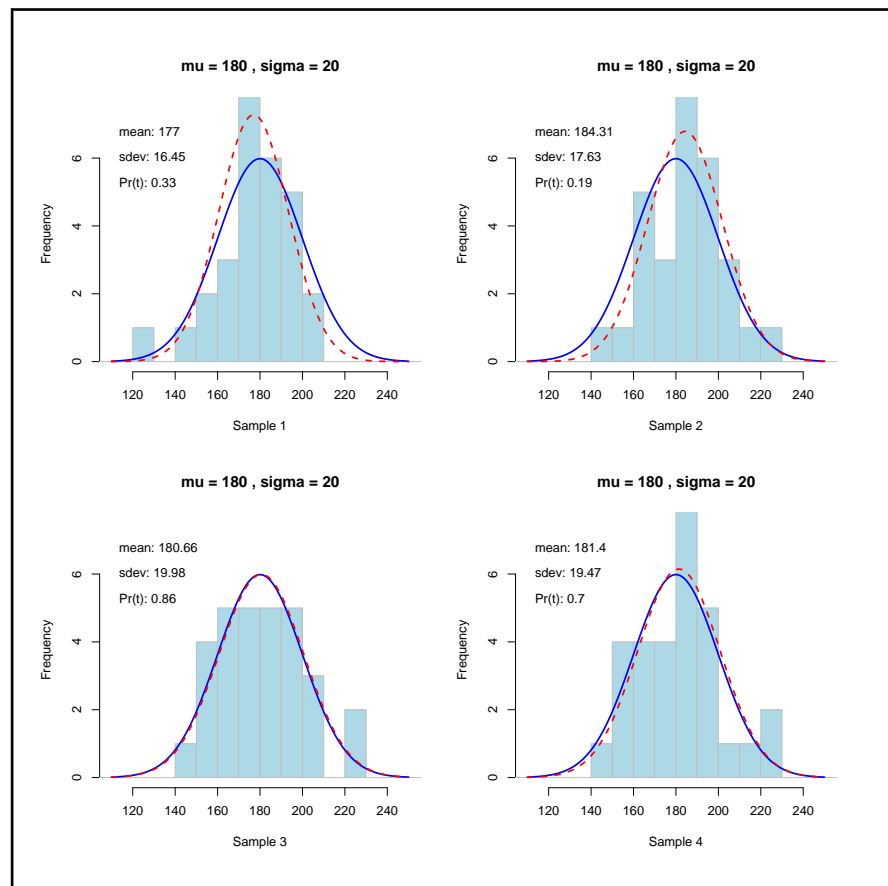 mu = 180 , sigma = 20
mean: 177
sdev: 16.45
Pr(t): 0.33
Frequency
0
2
4
6
120 140 160 180 200 220 240
Sample 1
mu = 180 , sigma = 20
mean: 184.31
sdev: 17.63
Pr(t): 0.19
Frequency
0
2
4
6
120 140 160 180 200 220 240
Sample 2
mu = 180 , sigma = 20
mean: 180.66
sdev: 19.98
Pr(t): 0.86
Frequency
0
2
4
6
120 140 160 180 200 220 240
Sample 3
mu = 180 , sigma = 20
mean: 181.4
sdev: 19.47
Pr(t): 0.7
Frequency
0
2
4
6
120 140 160 180 200 220 240
Sample 4